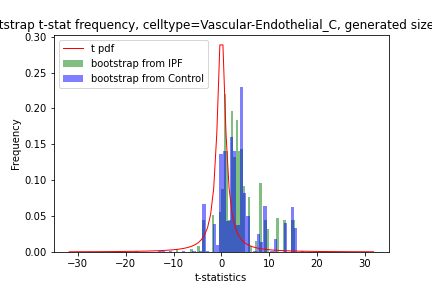 tstrap t-stat frequency, celltype=Vascular-Endothelial_C, generated size
t pdf
bootstrap from IPF
bootstrap from Control
Frequency
0.30
0.25
0.20
0.15
0.10
0.05
0.00
−30 −20 −10 0 10 20 30
t-statistics